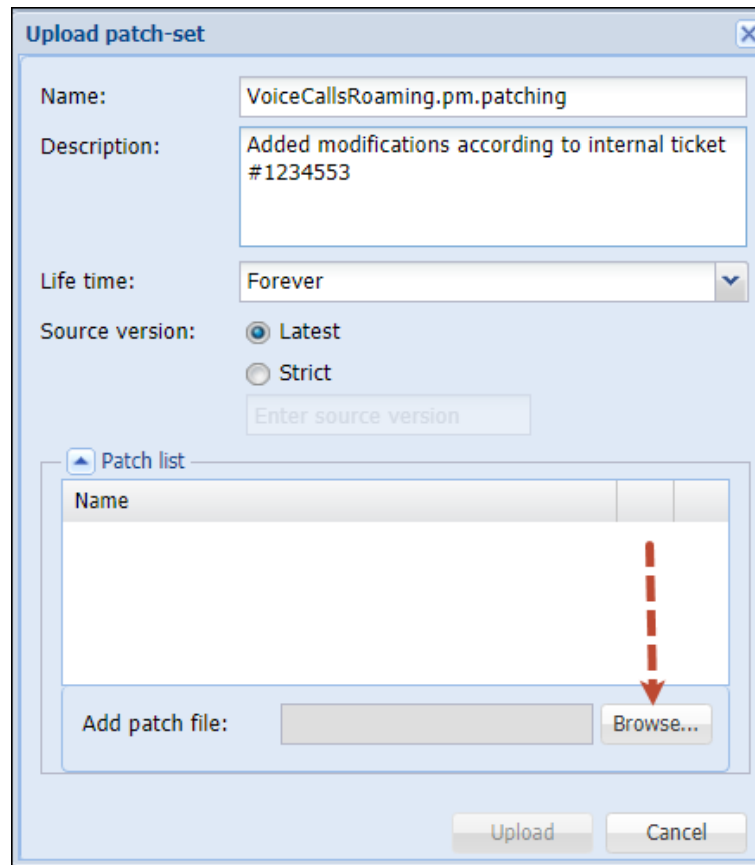 Upload patch-set
Name:
VoiceCallsRoaming.pm.patching
Description:
Added modifications according to internal ticket
#1234553
Life time:
Forever
Source version:
Latest
Strict
Enter source version
Patch list
Name
Add patch file:
Browse...
Upload
Cancel